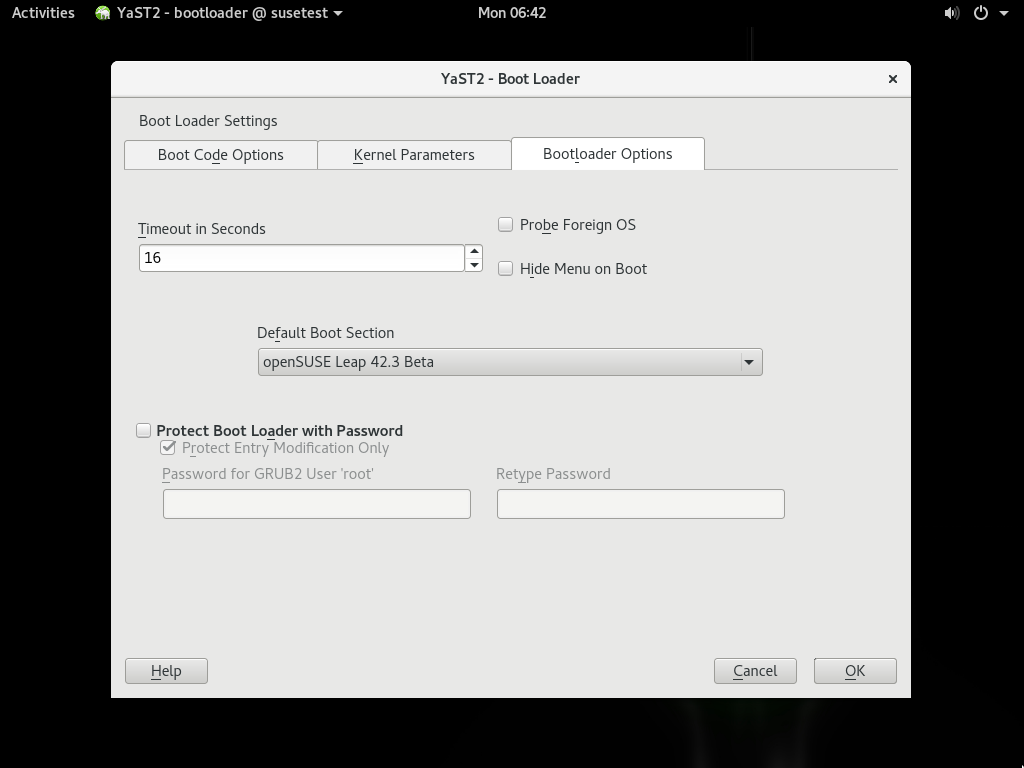 Activities YaST2 - bootloader @ susetest Mon 06:42
YaST2 - Boot Loader
Boot Loader Settings
Boot Code Options Kernel Parameters Bootloader Options
Timeout in Seconds
16
Probe Foreign OS
Hide Menu on Boot
Default Boot Section
openSUSE Leap 42.3 Beta
Protect Boot Loader with Password
Protect Entry Modification Only
Password for GRUB2 User 'root' Retype Password
Help Cancel OK